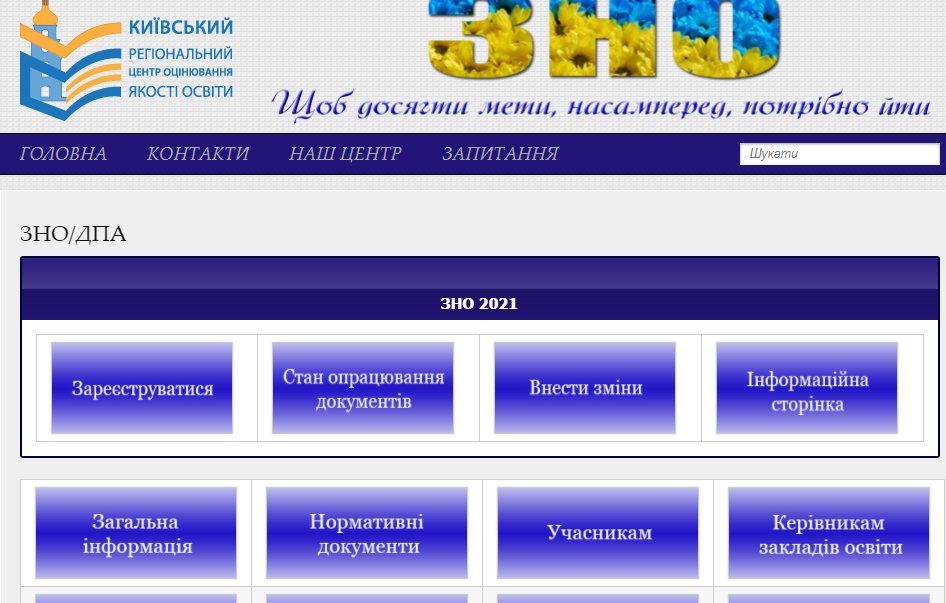 КИЇВСЬКИЙ
РЕГІОНАЛЬНИЙ
ЦЕНТР ОЦІНЮВАННЯ
ЯКОСТІ ОСВІТИ
ЗНО
Щоб досягти мети, насамперед, потрібно йти
ГОЛОВНА КОНТАКТИ НАШ ЦЕНТР ЗАПИТАННЯ Шукати
ЗНО/ДПА
ЗНО 2021
Зареєструватися
Стан опрацювання
документів
Внести зміни
Інформаційна
сторінка
Загальна
інформація
Нормативні
документи
Учасникам
Керівникам
закладів освіти